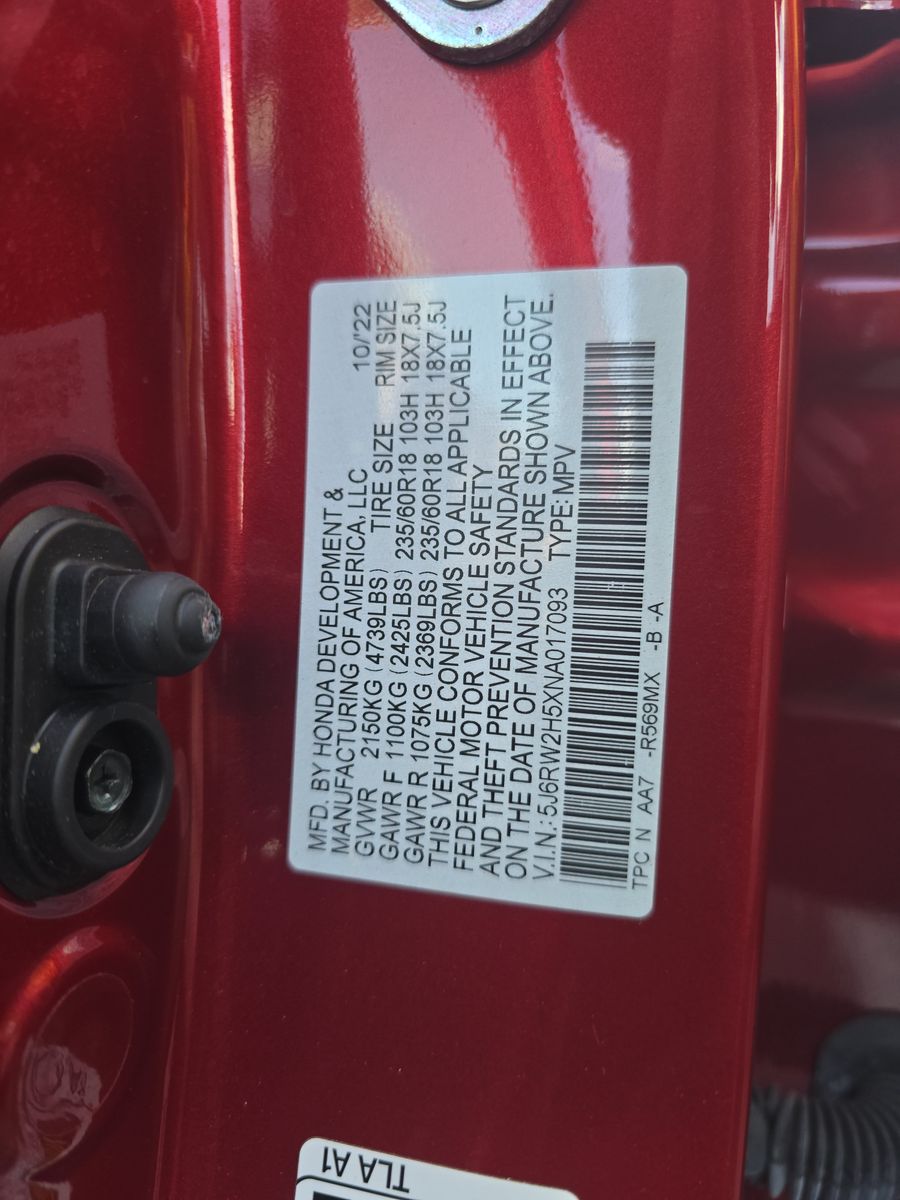 MFD. BY HONDA DEVELOPMENT &
MANUFACTURING OF AMERICA, LLC 10/'22
GVWR 2150KG (4739LBS) TIRE SIZE RIM SIZE
GAWR F 1100KG (2425LBS) 235/60R18 103H 18X7.5J
GAWR R 1075KG (2369LBS) 235/60R18 103H 18X7.5J
THIS VEHICLE CONFORMS TO ALL APPLICABLE
FEDERAL MOTOR VEHICLE SAFETY
AND THEFT PREVENTION STANDARDS IN EFFECT
ON THE DATE OF MANUFACTURE SHOWN ABOVE.
V.I.N.: 5J6RW2H5XNA017093 TYPE: MPV
TPC N AA7 -R569MX -B -A
TLA A1